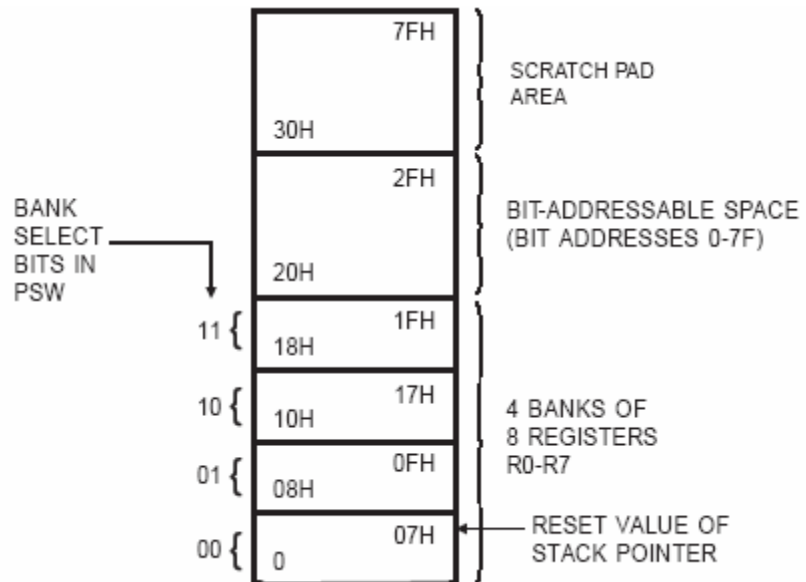 7FH
SCRATCH PAD
AREA
30H
2FH
BANK
SELECT
BITS IN
PSW
BIT-ADDRESSABLE SPACE
(BIT ADDRESSES 0-7F)
20H
11 {
1FH
18H
10 {
17H
10H
4 BANKS OF
8 REGISTERS
R0-R7
01 {
0FH
08H
00 {
07H
0
RESET VALUE OF
STACK POINTER